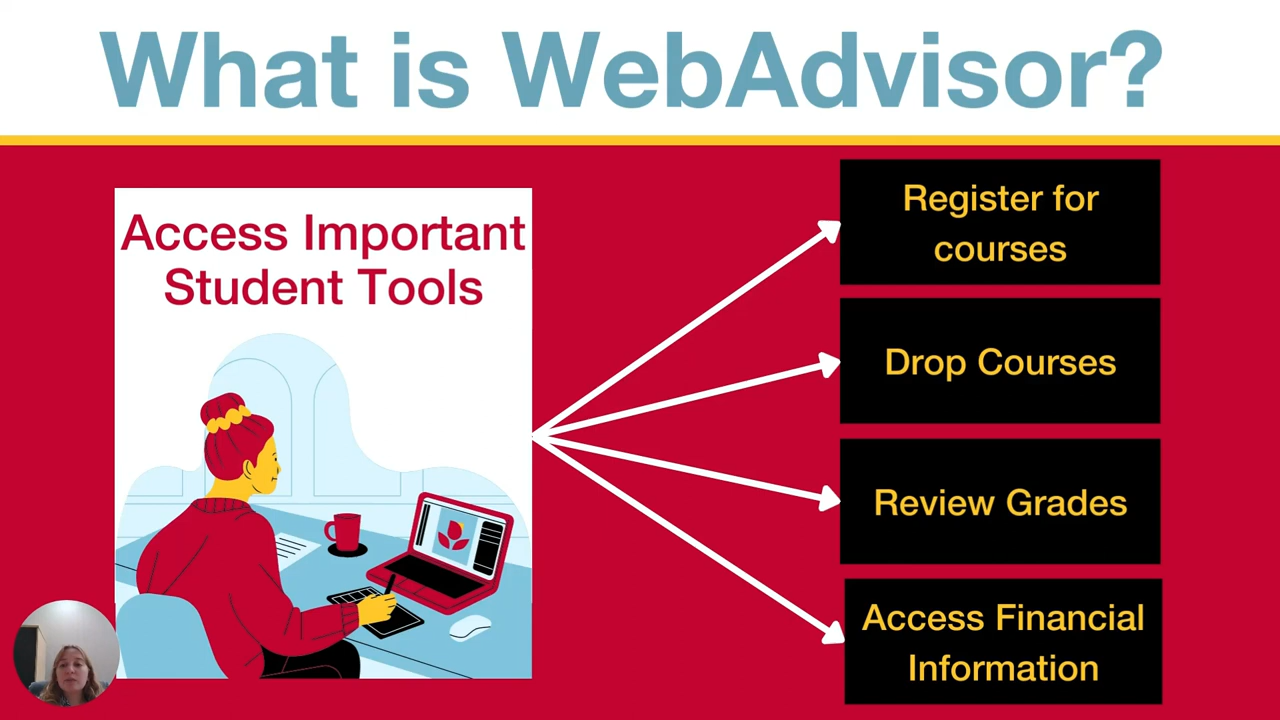 What is WebAdvisor?
Access Important
Student Tools
Register for
courses
Drop Courses
Review Grades
Access Financial
Information